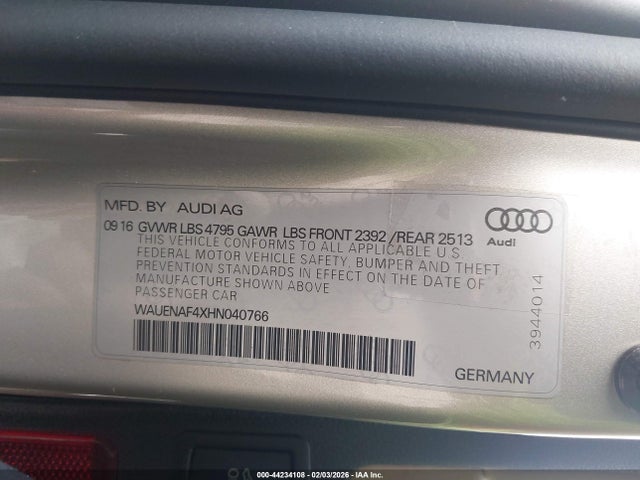 MFD. BY AUDI AG
09 16 GVWR LBS 4795 GAWR LBS FRONT 2392 /REAR 2513
THIS VEHICLE CONFORMS TO ALL APPLICABLE U S
FEDERAL MOTOR VEHICLE SAFETY, BUMPER AND THEFT
PREVENTION STANDARDS IN EFFECT ON THE DATE OF
MANUFACTURE SHOWN ABOVE
PASSENGER CAR
WAUENAF4XHN040766
Audi
3944014
GERMANY
000-44234108 - 02/03/2026 - IAA Inc.